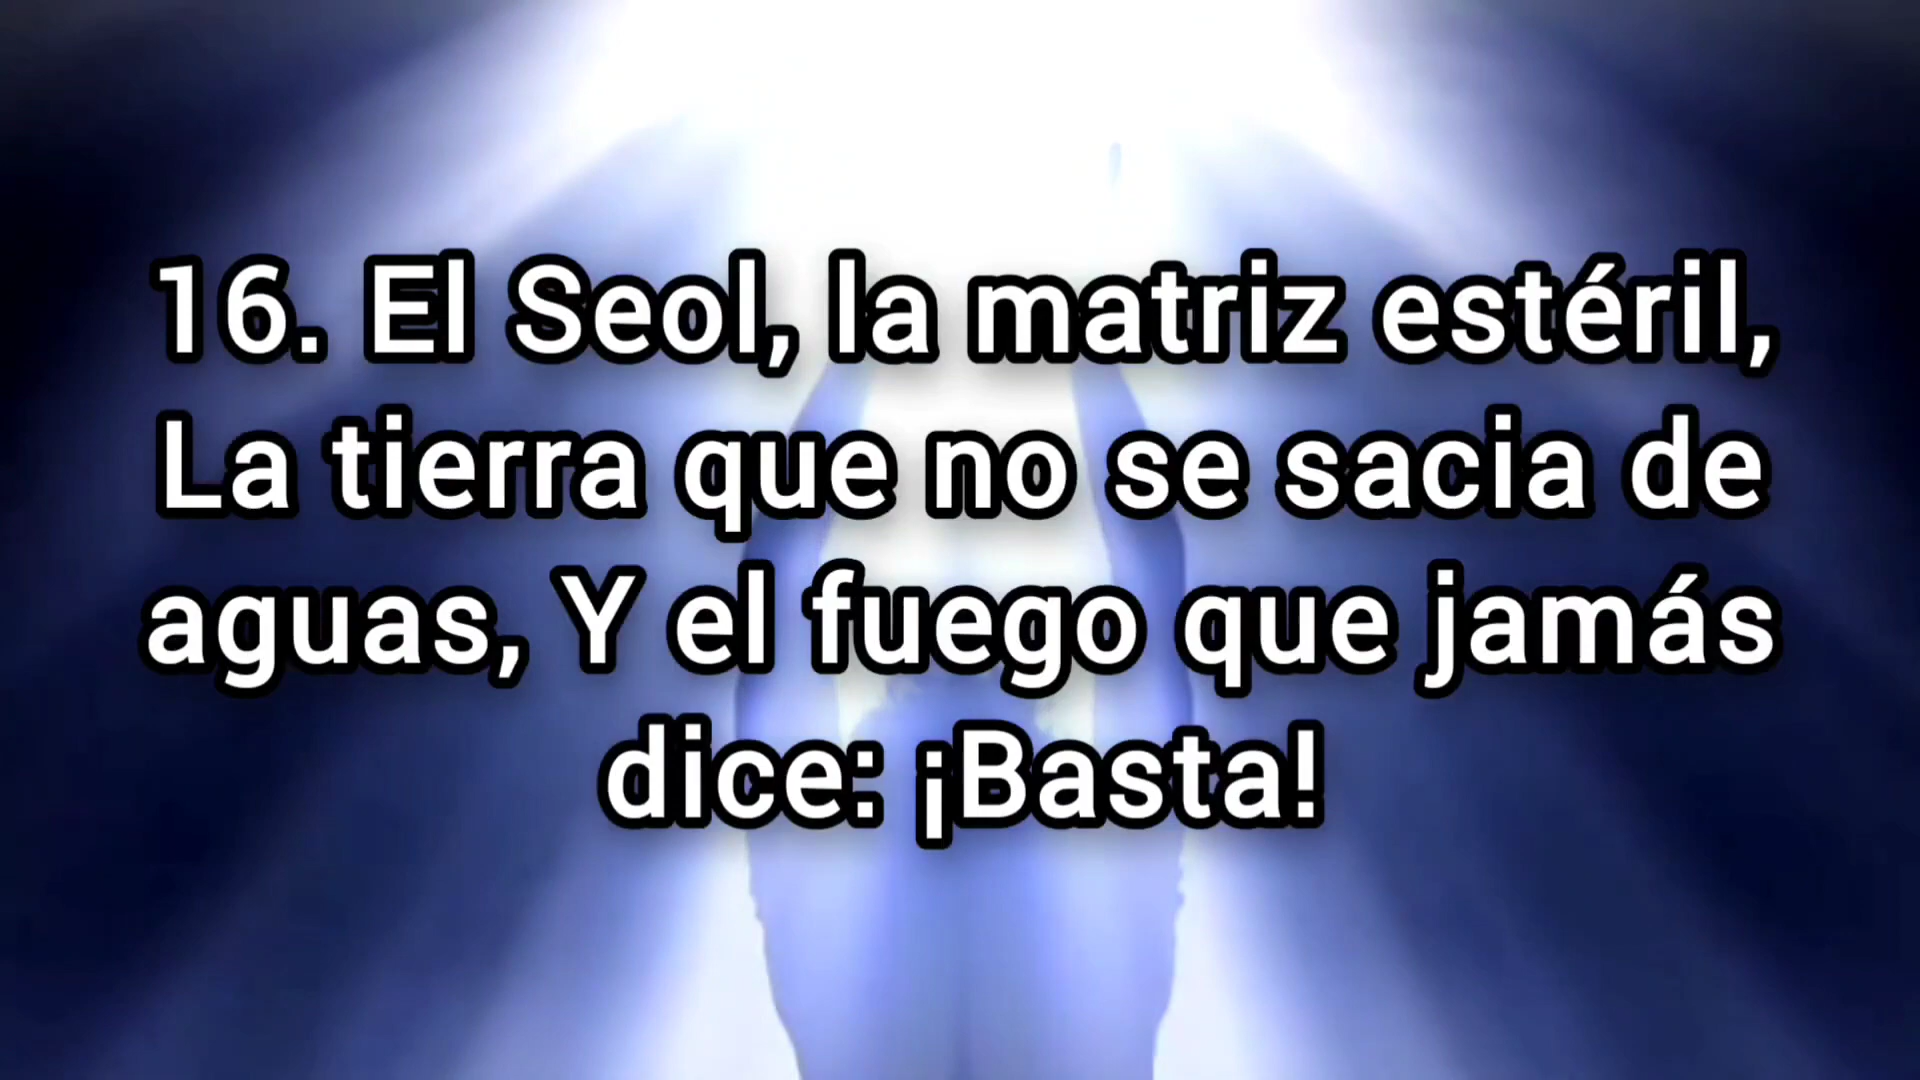 16. El Seol, la matriz estéril,
La tierra que no se sacia de
aguas, Y el fuego que jamás
dice: ¡Basta!